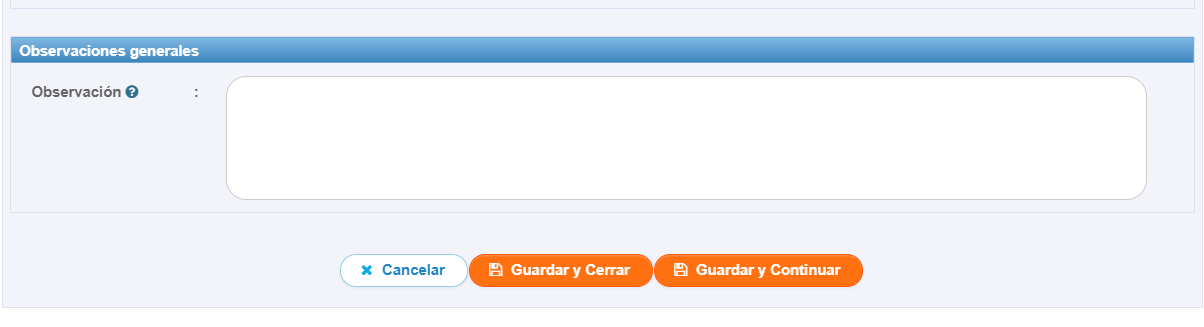 Observaciones generales
Observación :
Cancelar Guardar y Cerrar Guardar y Continuar